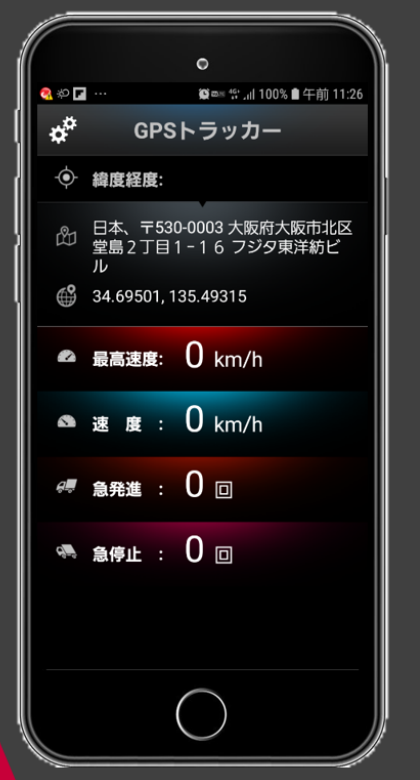 100% 午前 11:26
GPSトラッカー
緯度経度:
日本、〒530-0003 大阪府大阪市北区
堂島2丁目1-16 フジタ東洋紡ビ
ル
34.69501, 135.49315
最高速度: 0 km/h
速 度 : 0 km/h
急発進 : 0 回
急停止 : 0 回